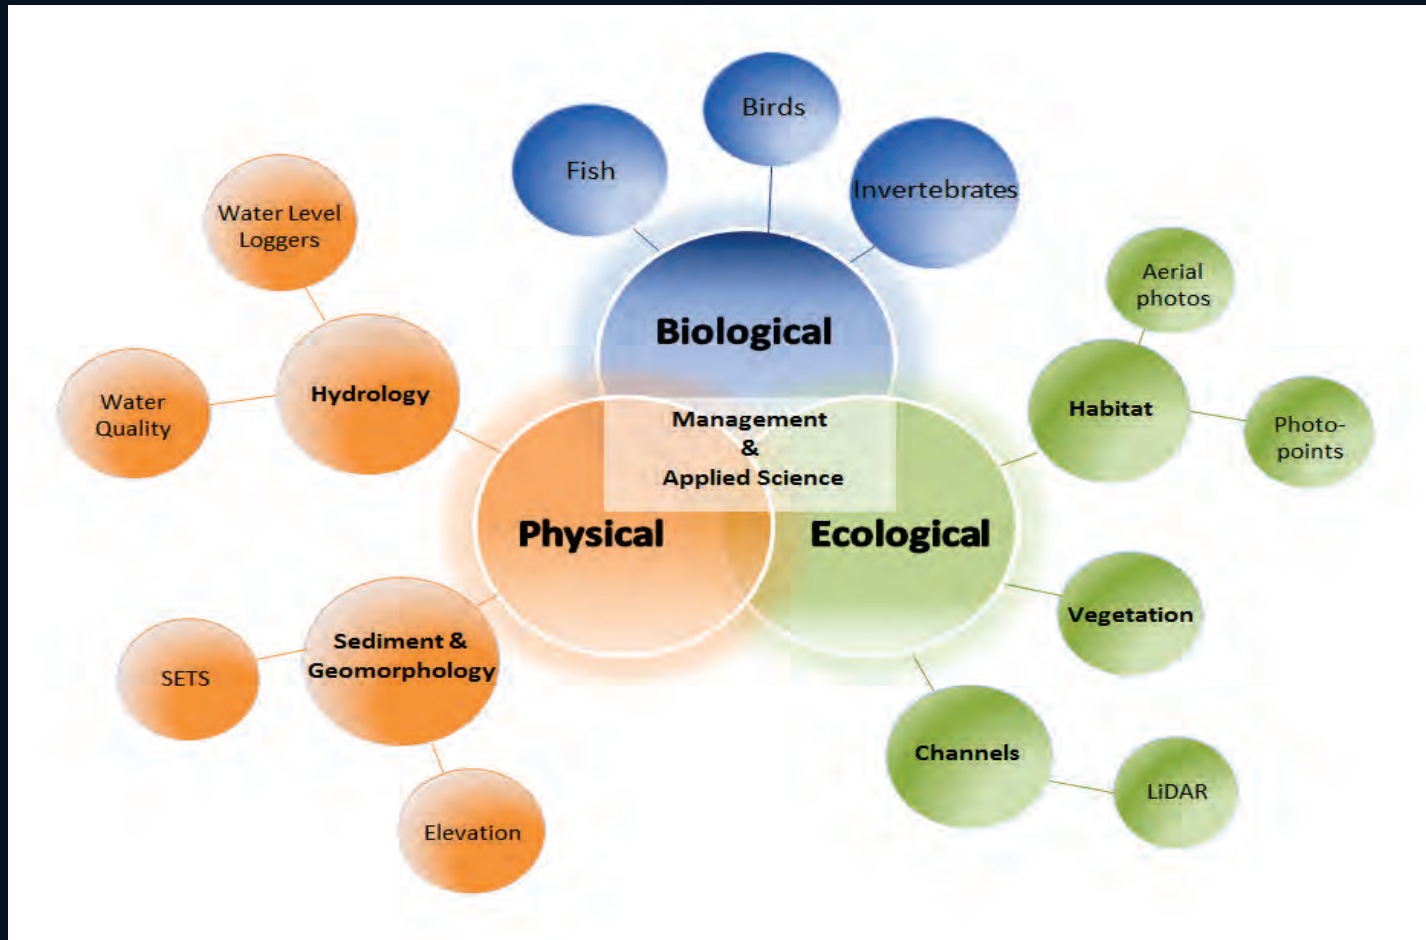 Birds
Fish
Invertebrates
Biological
Water Level
Loggers
Water
Quality
Hydrology
Aerial
photos
Habitat
Photo-
points
Management
&
Applied Science
Physical
Ecological
Sediment &
Geomorphology
SETS
Elevation
Vegetation
Channels
LiDAR